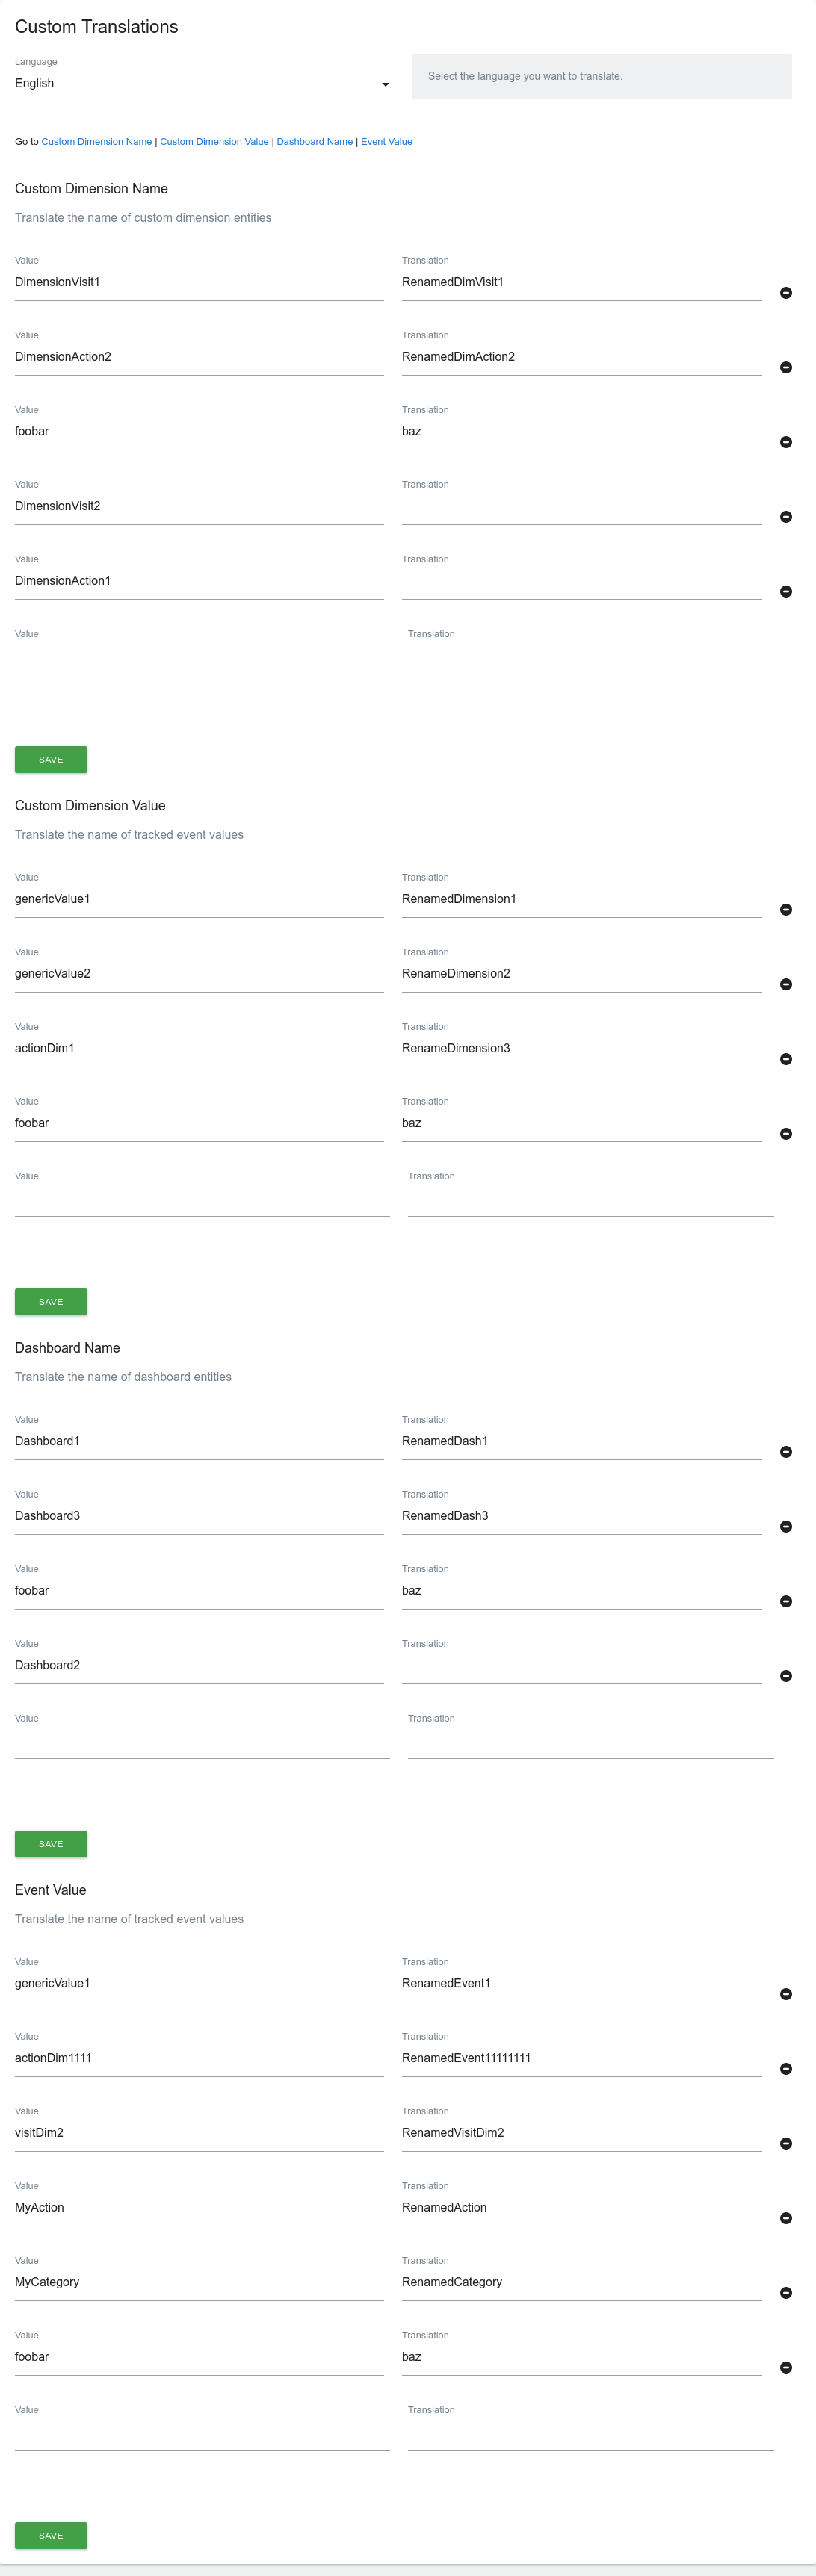 Custom Translations
Language
English
Select the language you want to translate.
Go to Custom Dimension Name | Custom Dimension Value | Dashboard Name | Event Value
Custom Dimension Name
Translate the name of custom dimension entities
Value Translation
DimensionVisit1 RenamedDimVisit1
Value Translation
DimensionAction2 RenamedDimAction2
Value Translation
foobar baz
Value Translation
DimensionVisit2
Value Translation
DimensionAction1
Value Translation
SAVE
Custom Dimension Value
Translate the name of tracked event values
Value Translation
genericValue1 RenamedDimension1
Value Translation
genericValue2 RenameDimension2
Value Translation
actionDim1 RenameDimension3
Value Translation
foobar baz
Value Translation
SAVE
Dashboard Name
Translate the name of dashboard entities
Value Translation
Dashboard1 RenamedDash1
Value Translation
Dashboard3 RenamedDash3
Value Translation
foobar baz
Value Translation
Dashboard2
Value Translation
SAVE
Event Value
Translate the name of tracked event values
Value Translation
genericValue1 RenamedEvent1
Value Translation
actionDim1111 RenamedEvent11111111
Value Translation
visitDim2 RenamedVisitDim2
Value Translation
MyAction RenamedAction
Value Translation
MyCategory RenamedCategory
Value Translation
foobar baz
Value Translation
SAVE